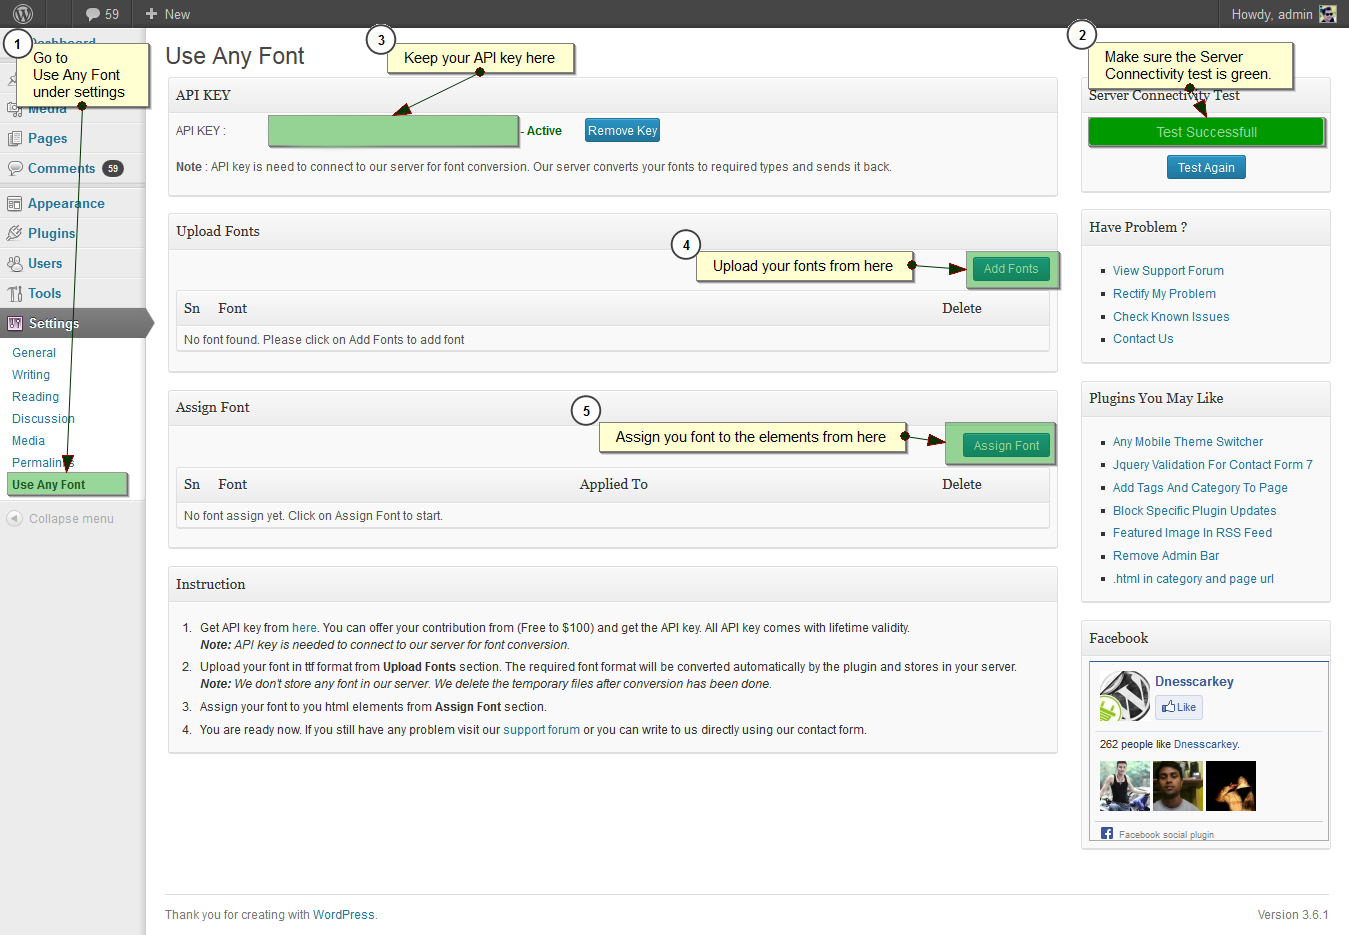 59
New
Howdy, admin
1
Go to
Use Any Font
under settings
Dashboard
Media
Pages
Comments 59
Appearance
Plugins
Users
Tools
Settings
General
Writing
Reading
Discussion
Media
Permalinks
Use Any Font
Collapse menu
Use Any Font
3
Keep your API key here
API KEY
API KEY :
- Active
Remove Key
Note : API key is need to connect to our server for font conversion. Our server converts your fonts to required types and sends it back.
Upload Fonts
4
Upload your fonts from here
Add Fonts
Sn Font Delete
No font found. Please click on Add Fonts to add font
Assign Font
5
Assign you font to the elements from here
Assign Font
Sn Font Applied To Delete
No font assign yet. Click on Assign Font to start.
Instruction
1. Get API key from here. You can offer your contribution from (Free to $100) and get the API key. All API key comes with lifetime validity.
Note: API key is needed to connect to our server for font conversion.
2. Upload your font in ttf format from Upload Fonts section. The required font format will be converted automatically by the plugin and stores in your server.
Note: We don't store any font in our server. We delete the temporary files after conversion has been done.
3. Assign your font to you html elements from Assign Font section.
4. You are ready now. If you still have any problem visit our support forum or you can write to us directly using our contact form.
2
Make sure the Server
Connectivity test is green.
Server Connectivity Test
Test Successfull
Test Again
Have Problem ?
View Support Forum
Rectify My Problem
Check Known Issues
Contact Us
Plugins You May Like
Any Mobile Theme Switcher
Jquery Validation For Contact Form 7
Add Tags And Category To Page
Block Specific Plugin Updates
Featured Image In RSS Feed
Remove Admin Bar
.html in category and page url
Facebook
Dnesscarkey
Like
262 people like Dnesscarkey.
Facebook social plugin
Thank you for creating with WordPress.
Version 3.6.1